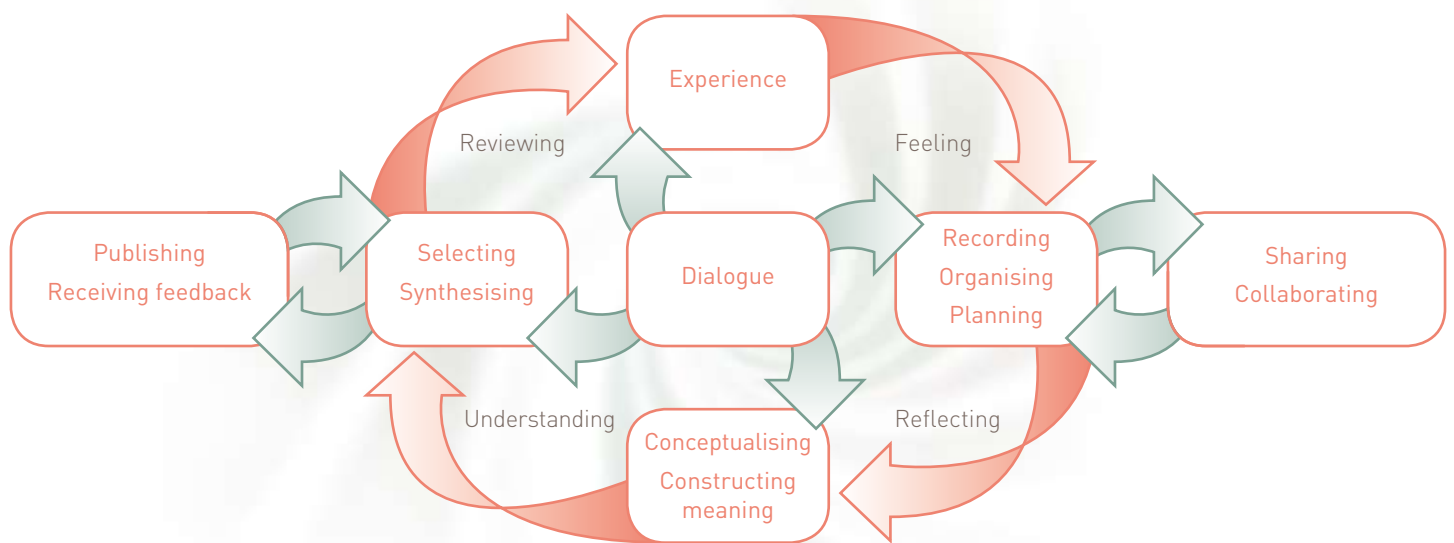 Experience
Reviewing
Feeling
Publishing
Receiving feedback
Selecting
Synthesising
Dialogue
Recording
Organising
Planning
Sharing
Collaborating
Understanding
Reflecting
Conceptualising
Constructing
meaning